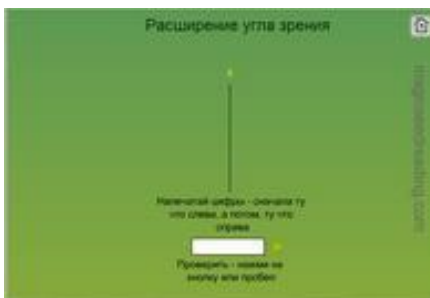 Расширение угла зрения
Напечатай цифры - сначала ту
что слева, а потом, ту что
справа
Проверить - нажми на
кнопку или пробел